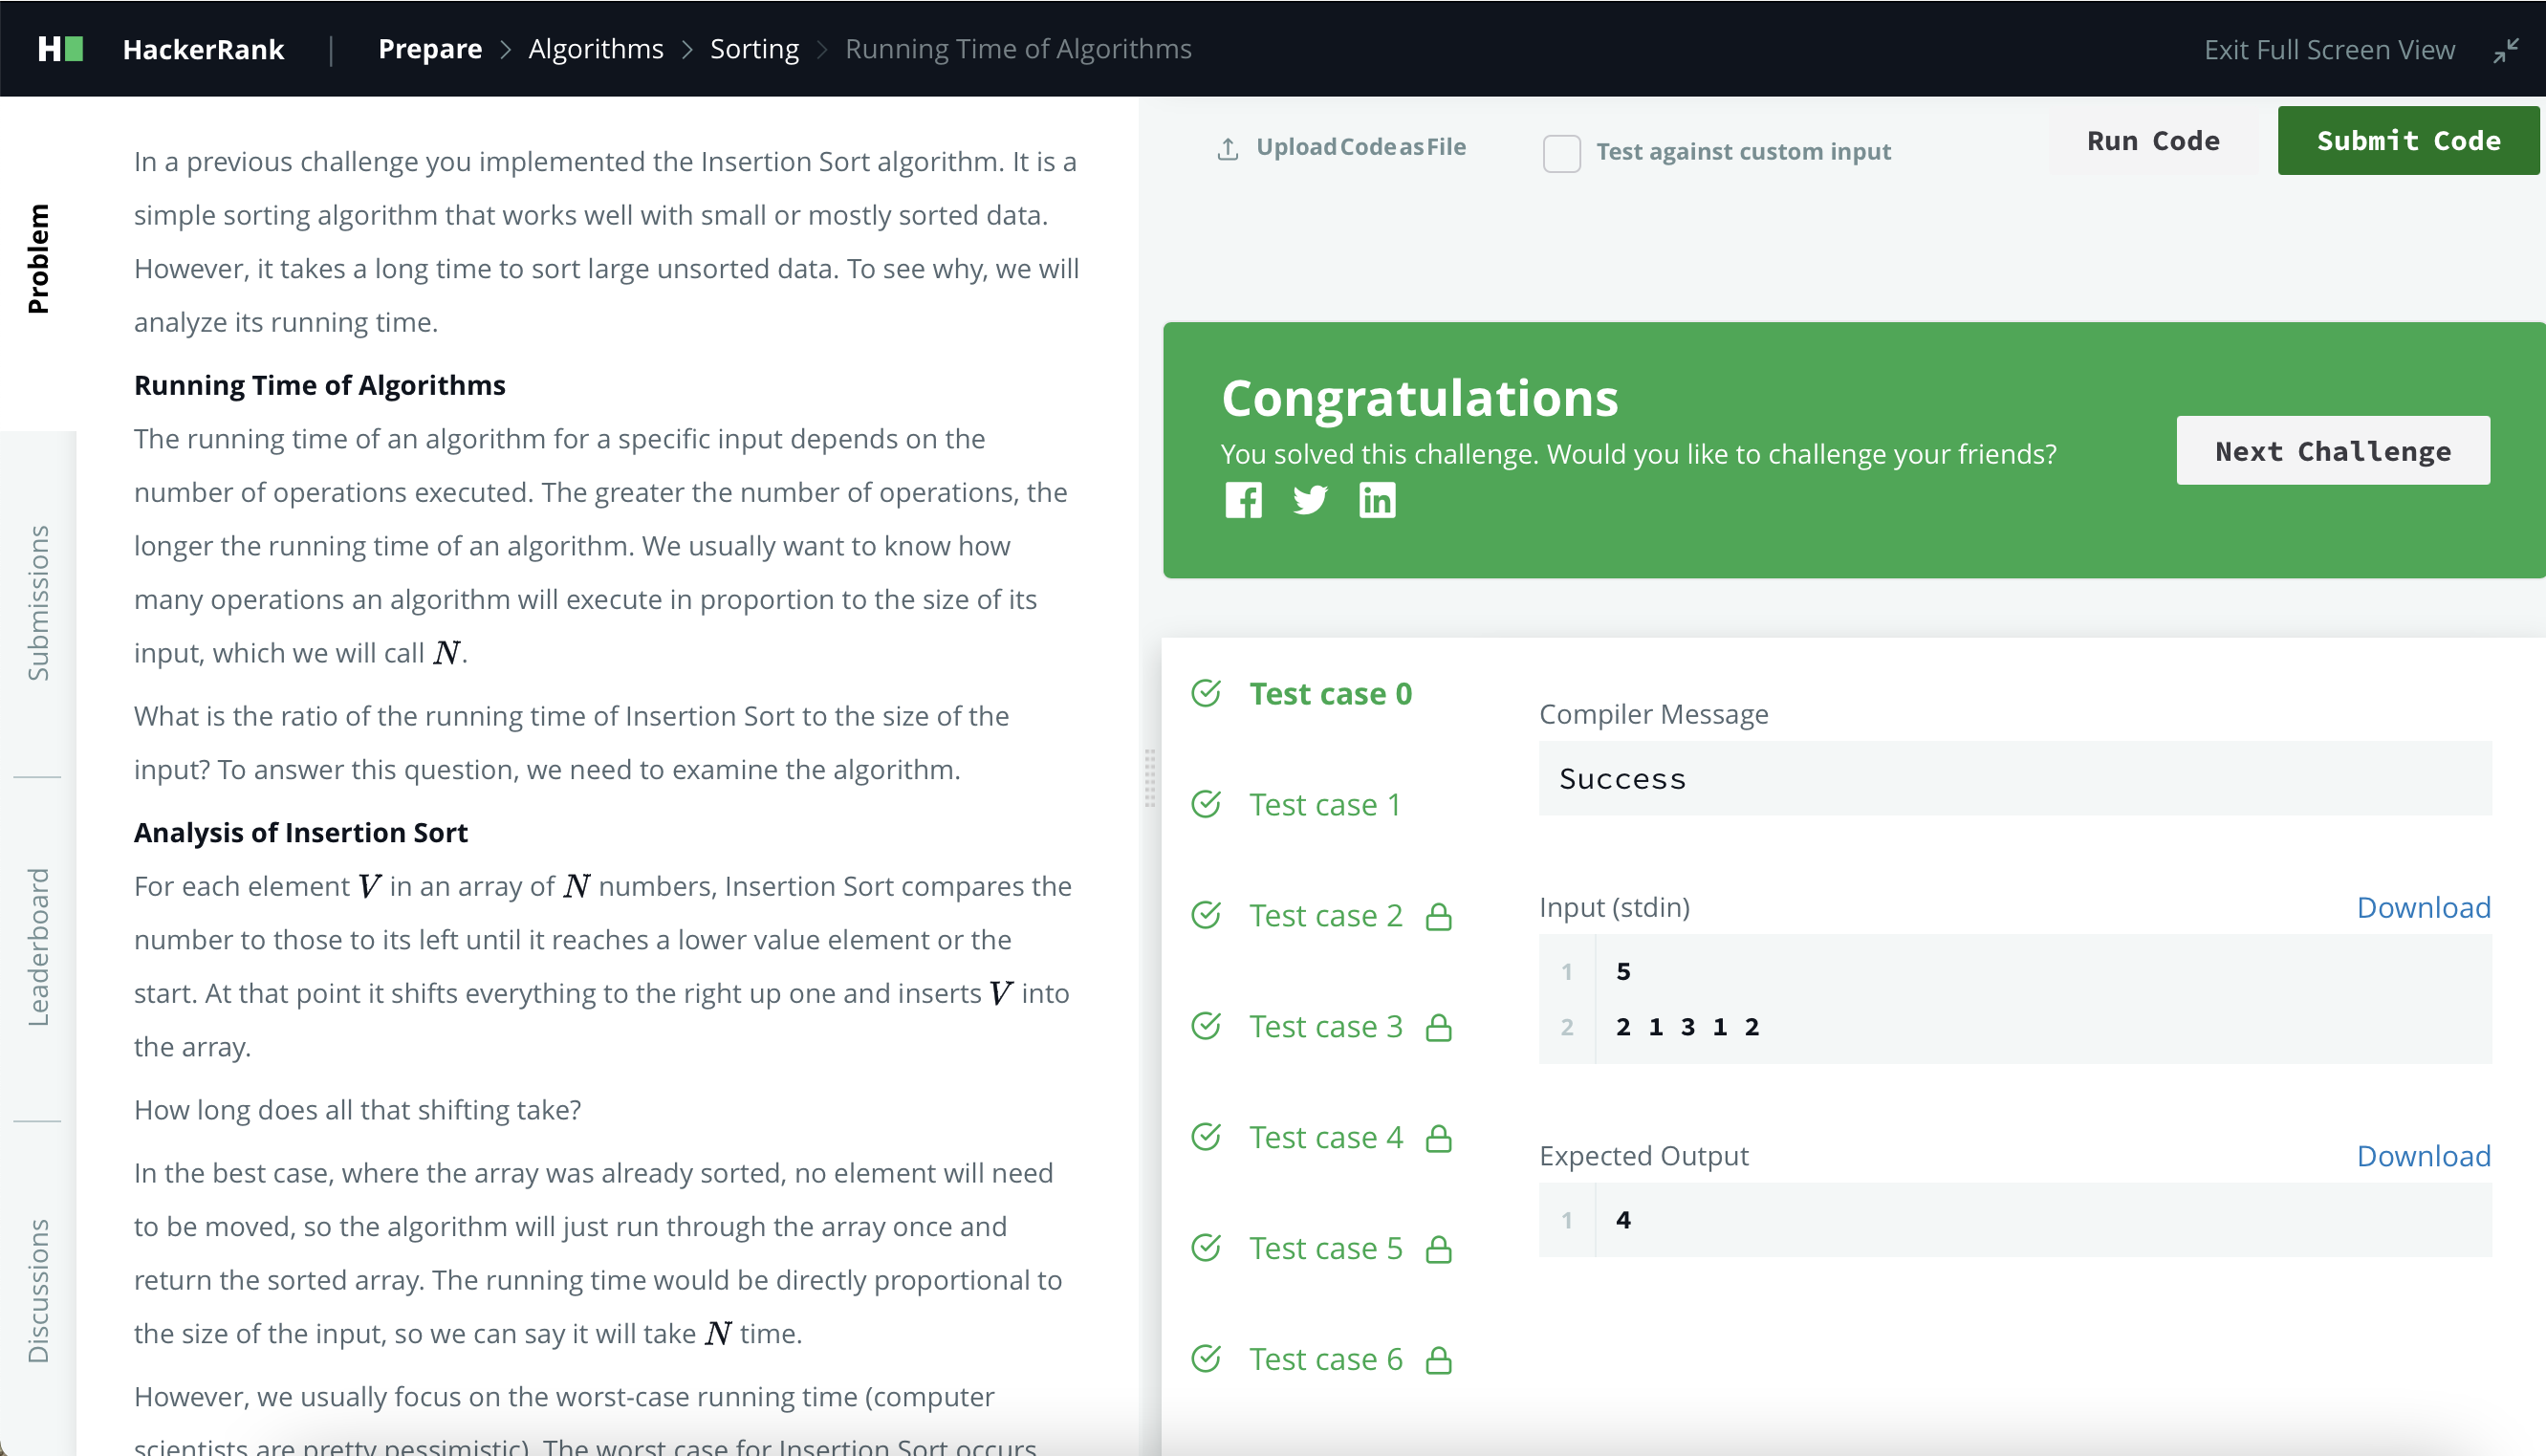 H HackerRank | Prepare > Algorithms > Sorting > Running Time of Algorithms Exit Full Screen View
Problem
Submissions
Leaderboard
Discussions
In a previous challenge you implemented the Insertion Sort algorithm. It is a
simple sorting algorithm that works well with small or mostly sorted data.
However, it takes a long time to sort large unsorted data. To see why, we will
analyze its running time.
Running Time of Algorithms
The running time of an algorithm for a specific input depends on the
number of operations executed. The greater the number of operations, the
longer the running time of an algorithm. We usually want to know how
many operations an algorithm will execute in proportion to the size of its
input, which we will call N.
What is the ratio of the running time of Insertion Sort to the size of the
input? To answer this question, we need to examine the algorithm.
Analysis of Insertion Sort
For each element V in an array of N numbers, Insertion Sort compares the
number to those to its left until it reaches a lower value element or the
start. At that point it shifts everything to the right up one and inserts V into
the array.
How long does all that shifting take?
In the best case, where the array was already sorted, no element will need
to be moved, so the algorithm will just run through the array once and
return the sorted array. The running time would be directly proportional to
the size of the input, so we can say it will take N time.
However, we usually focus on the worst-case running time (computer
scientists are pretty pessimistic). The worst case for Insertion Sort occurs
Upload Code as File Test against custom input Run Code Submit Code
Congratulations
You solved this challenge. Would you like to challenge your friends?
Next Challenge
Test case 0
Test case 1
Test case 2
Test case 3
Test case 4
Test case 5
Test case 6
Compiler Message
Success
Input (stdin) Download
1 5
2 2 1 3 1 2
Expected Output Download
1 4